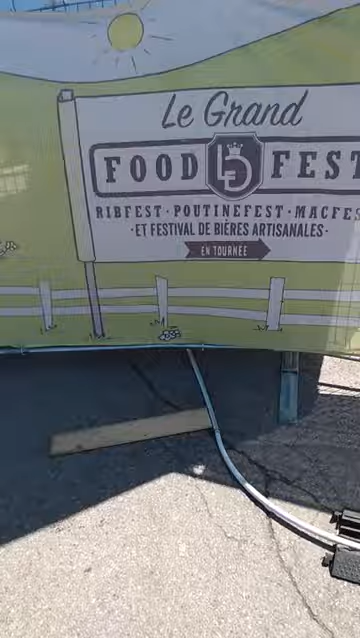 Le Grand
FOOD LD FEST
RIBFEST · POUTINEFEST · MACFES
· ET FESTIVAL DE BIÈRES ARTISANALES ·
EN TOURNÉE